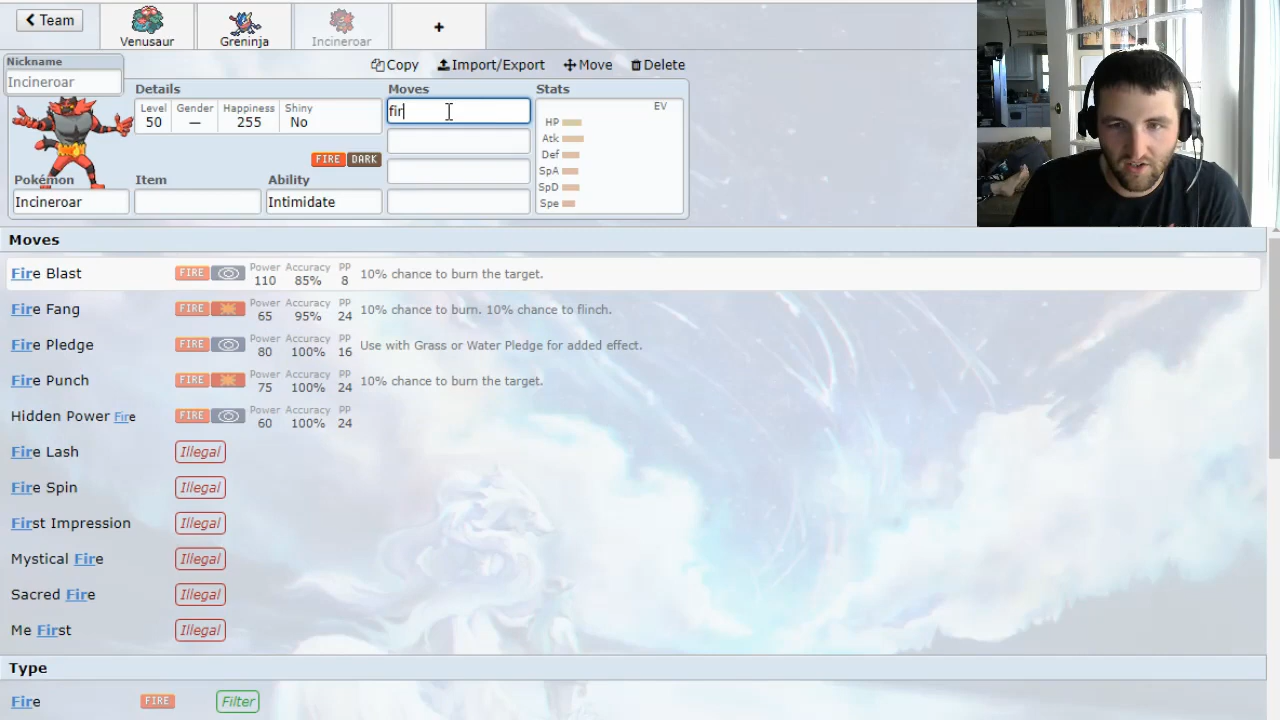 Team
Venusaur
Greninja
Incineroar
+
Nickname
Incineroar
Copy
Import/Export
Move
Delete
Details
Moves
Stats
Level
Gender
Happiness
Shiny
50
—
255
No
fir
EV
HP
Atk
Def
SpA
SpD
Spe
FIRE DARK
Pokémon
Item
Ability
Incineroar
Intimidate
Moves
Fire Blast FIRE Power 110 Accuracy 85% PP 8 10% chance to burn the target.
Fire Fang FIRE Power 65 Accuracy 95% PP 24 10% chance to burn. 10% chance to flinch.
Fire Pledge FIRE Power 80 Accuracy 100% PP 16 Use with Grass or Water Pledge for added effect.
Fire Punch FIRE Power 75 Accuracy 100% PP 24 10% chance to burn the target.
Hidden Power Fire FIRE Power 60 Accuracy 100% PP 24
Fire Lash Illegal
Fire Spin Illegal
First Impression Illegal
Mystical Fire Illegal
Sacred Fire Illegal
Me First Illegal
Type
Fire FIRE Filter